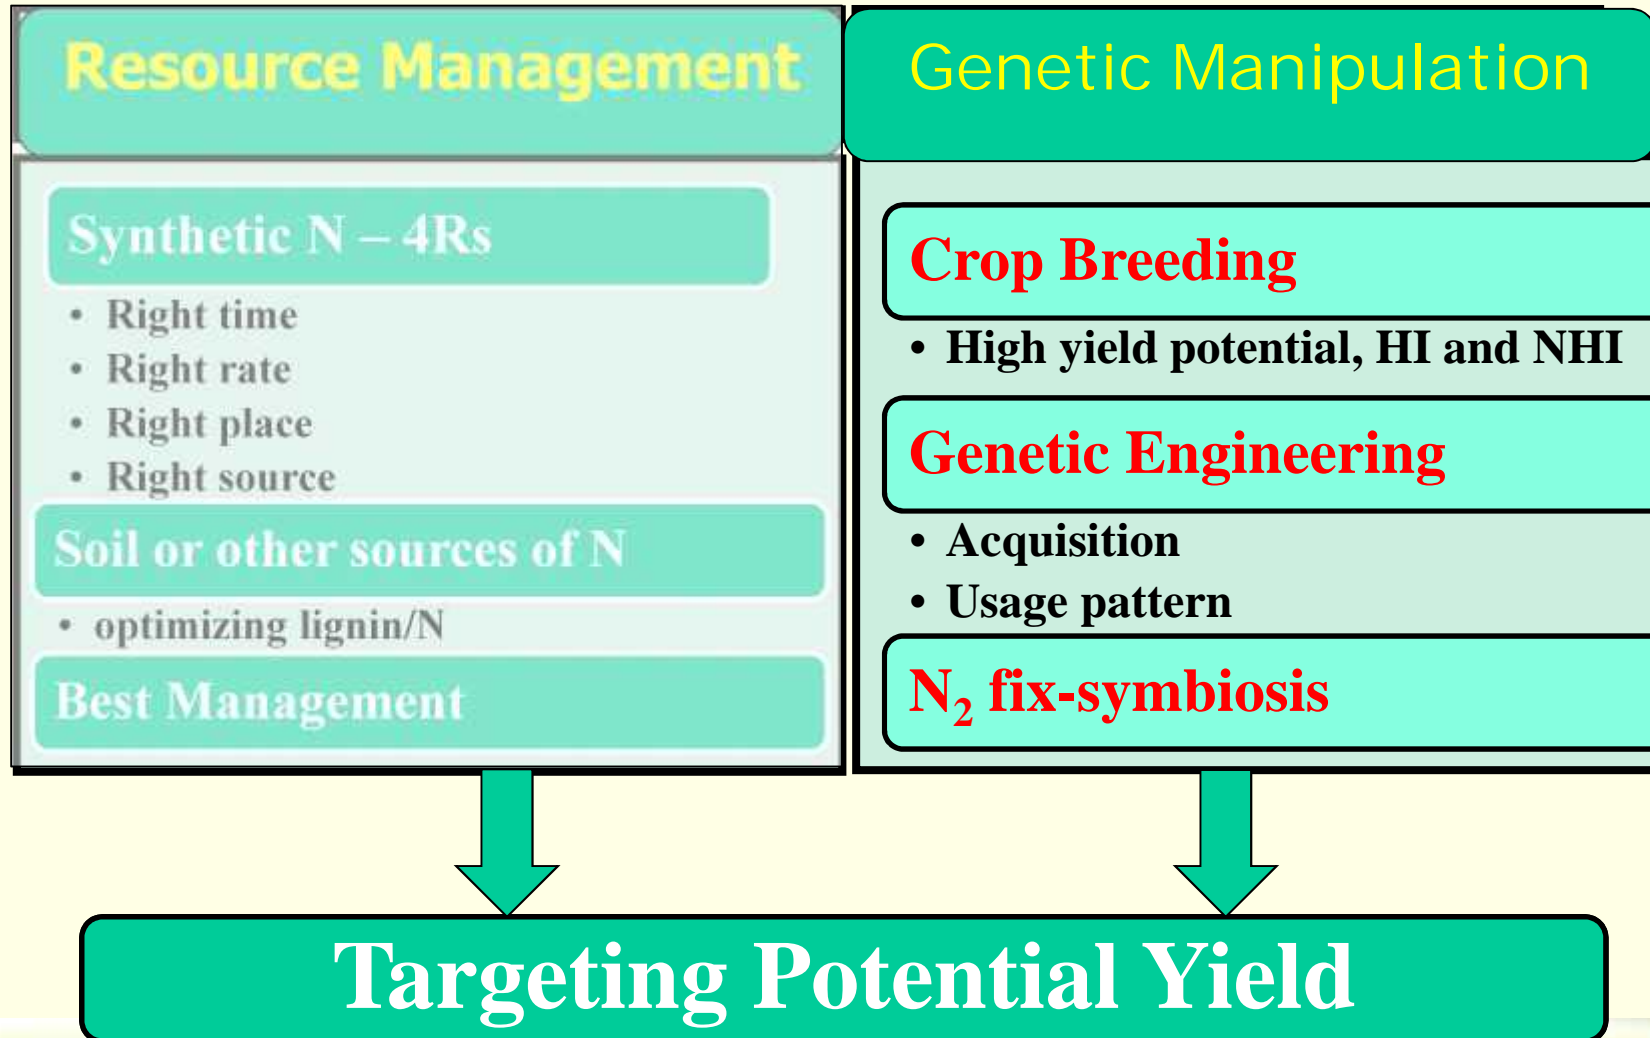 Resource Management
Synthetic N – 4Rs
• Right time
• Right rate
• Right place
• Right source
Soil or other sources of N
• optimizing lignin/N
Best Management
Genetic Manipulation
Crop Breeding
• High yield potential, HI and NHI
Genetic Engineering
• Acquisition
• Usage pattern
N₂ fix-symbiosis
Targeting Potential Yield